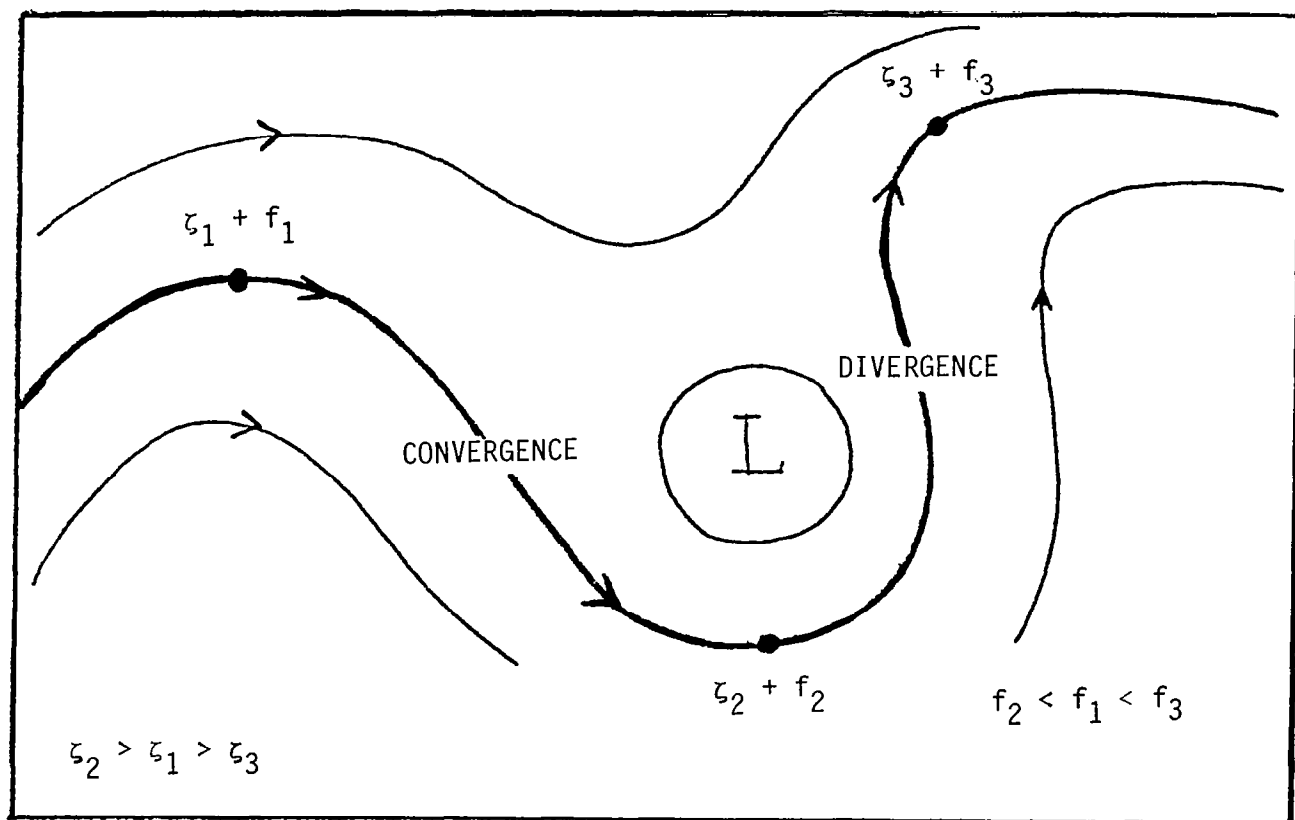 ζ₃ + f₃
ζ₁ + f₁
DIVERGENCE
L
CONVERGENCE
ζ₂ + f₂
f₂ < f₁ < f₃
ζ₂ > ζ₁ > ζ₃